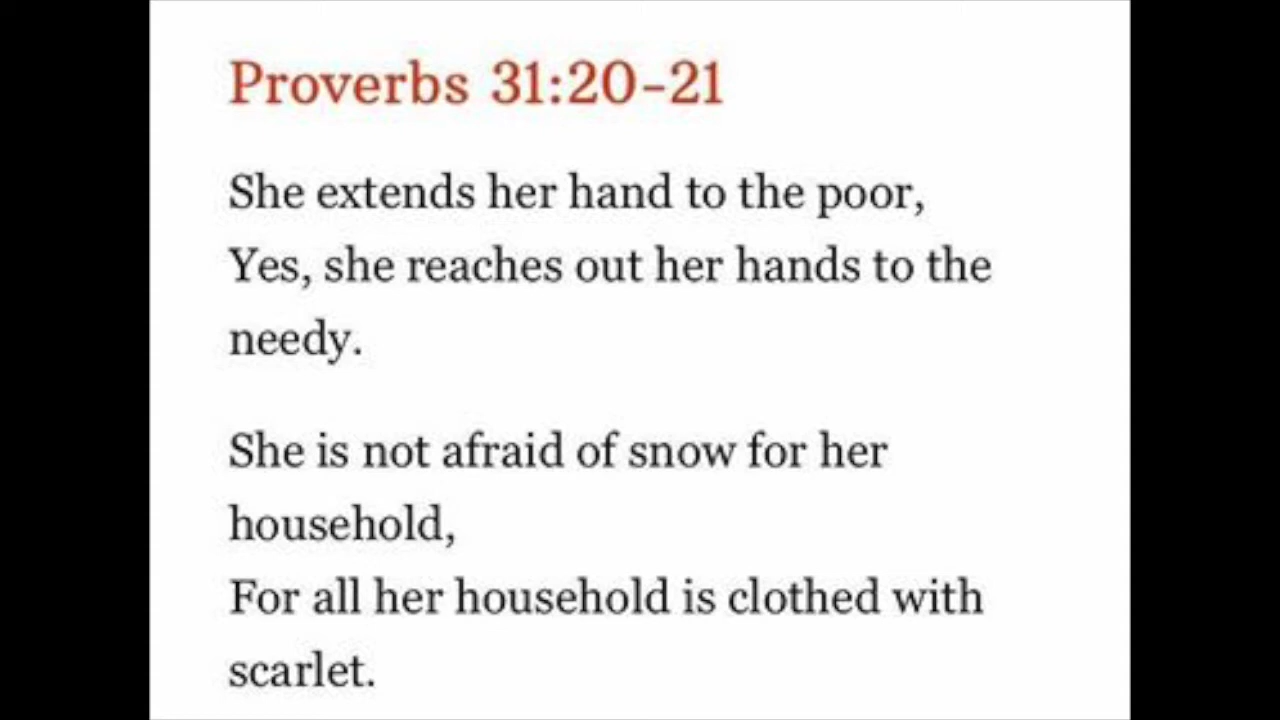 Proverbs 31:20-21
She extends her hand to the poor,
Yes, she reaches out her hands to the
needy.
She is not afraid of snow for her
household,
For all her household is clothed with
scarlet.